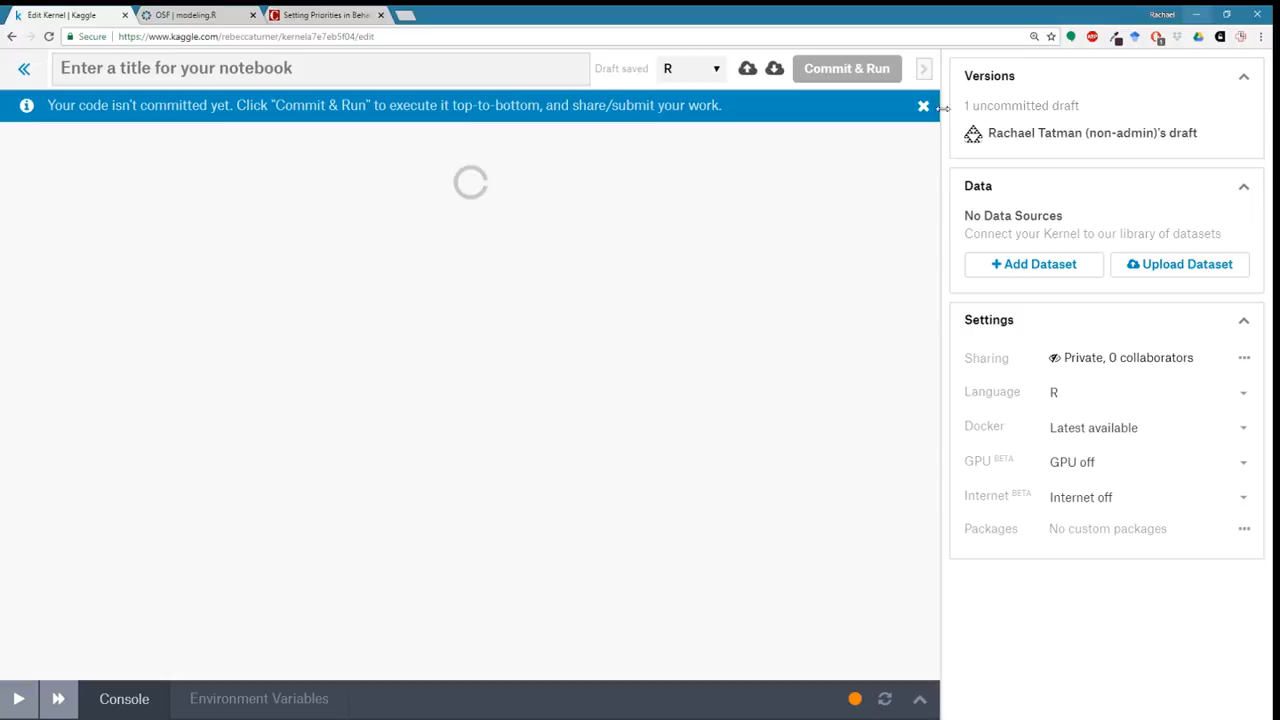 Edit Kernel | Kaggle
OSF | modeling.R
Setting Priorities in Beha
Rachael
Secure
https://www.kaggle.com/rebeccaturner/kernela7e7eb5f04/edit
Enter a title for your notebook
Draft saved
R
Commit & Run
Your code isn't committed yet. Click "Commit & Run" to execute it top-to-bottom, and share/submit your work.
Versions
1 uncommitted draft
Rachael Tatman (non-admin)'s draft
Data
No Data Sources
Connect your Kernel to our library of datasets
Add Dataset
Upload Dataset
Settings
Sharing Private, 0 collaborators
Language R
Docker Latest available
GPU BETA GPU off
Internet BETA Internet off
Packages No custom packages
Console
Environment Variables